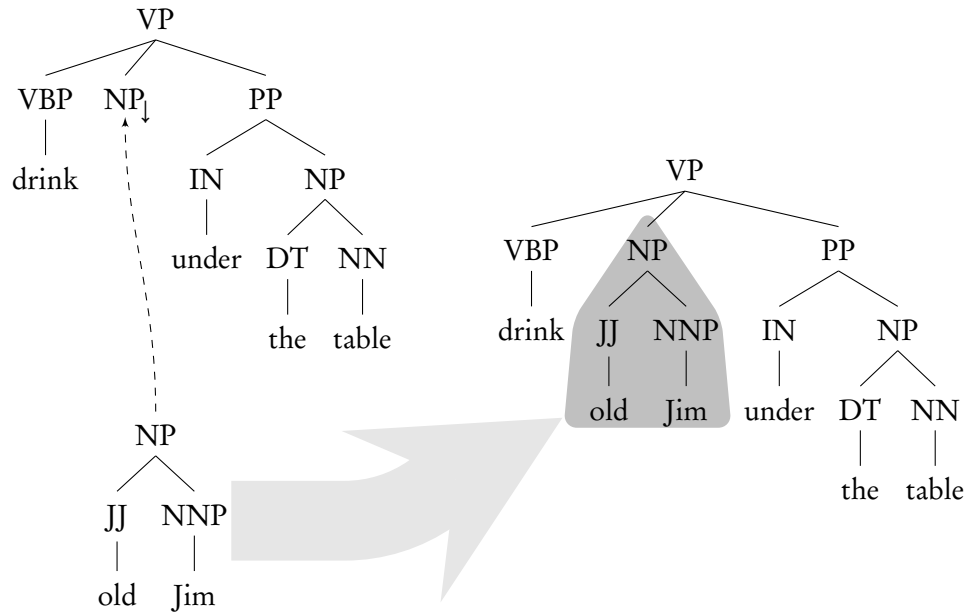 VP
VBP NP↓ PP
drink IN NP
under DT NN
the table
NP
JJ NNP
old Jim
VP
VBP NP PP
drink JJ NNP IN NP
old Jim under DT NN
the table